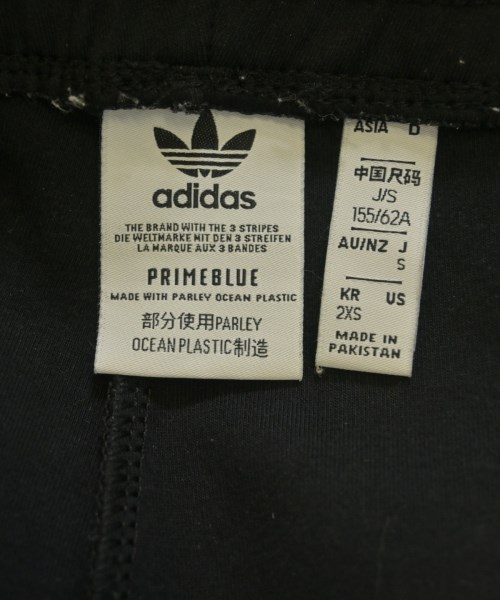 adidas
THE BRAND WITH THE 3 STRIPES
DIE WELTMARKE MIT DEN 3 STREIFEN
LA MARQUE AUX 3 BANDES
PRIMEBLUE
MADE WITH PARLEY OCEAN PLASTIC
部分使用PARLEY
OCEAN PLASTIC制造
ASIA D
中国尺码
J/S
155/62A
AU/NZ J
S
KR US
2XS
MADE IN
PAKISTAN